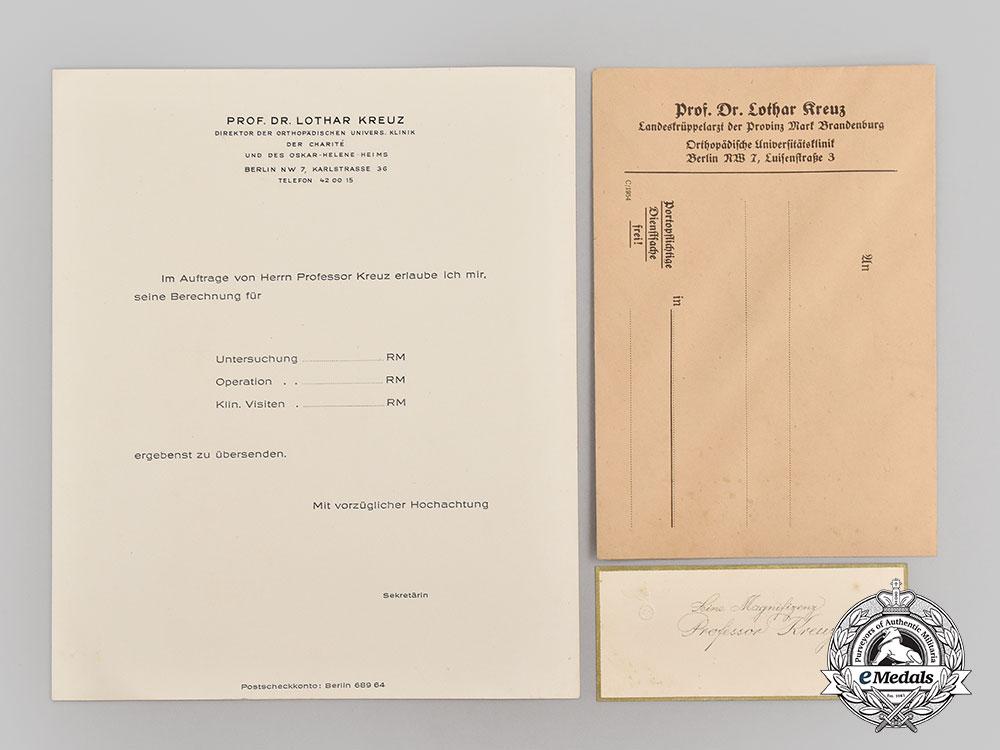 PROF. DR. LOTHAR KREUZ
DIREKTOR DER ORTHOPÄDISCHEN UNIVERS. KLINIK
DER CHARITÉ
UND DES OSKAR-HELENE-HEIMS
BERLIN NW 7, KARLSTRASSE 36
TELEFON 42 00 15
Im Auftrage von Herrn Professor Kreuz erlaube ich mir,
seine Berechnung für
Untersuchung RM
Operation . . RM
Klin. Visiten . RM
ergebenst zu übersenden.
Mit vorzüglicher Hochachtung
Sekretärin
Postscheckkonto: Berlin 689 64
Prof. Dr. Lothar Kreuz
Landeskrüppelarzt der Provinz Mark Brandenburg
Orthopädische Universitätsklinik
Berlin NW 7, Luisenstraße 3
C/1954
Portopflichtige
Dienstsache
frei!
An
in
Seine Magnifizenz
Professor Kreuz
Purveyors of Authentic Militaria
eMedals
Est. 1967